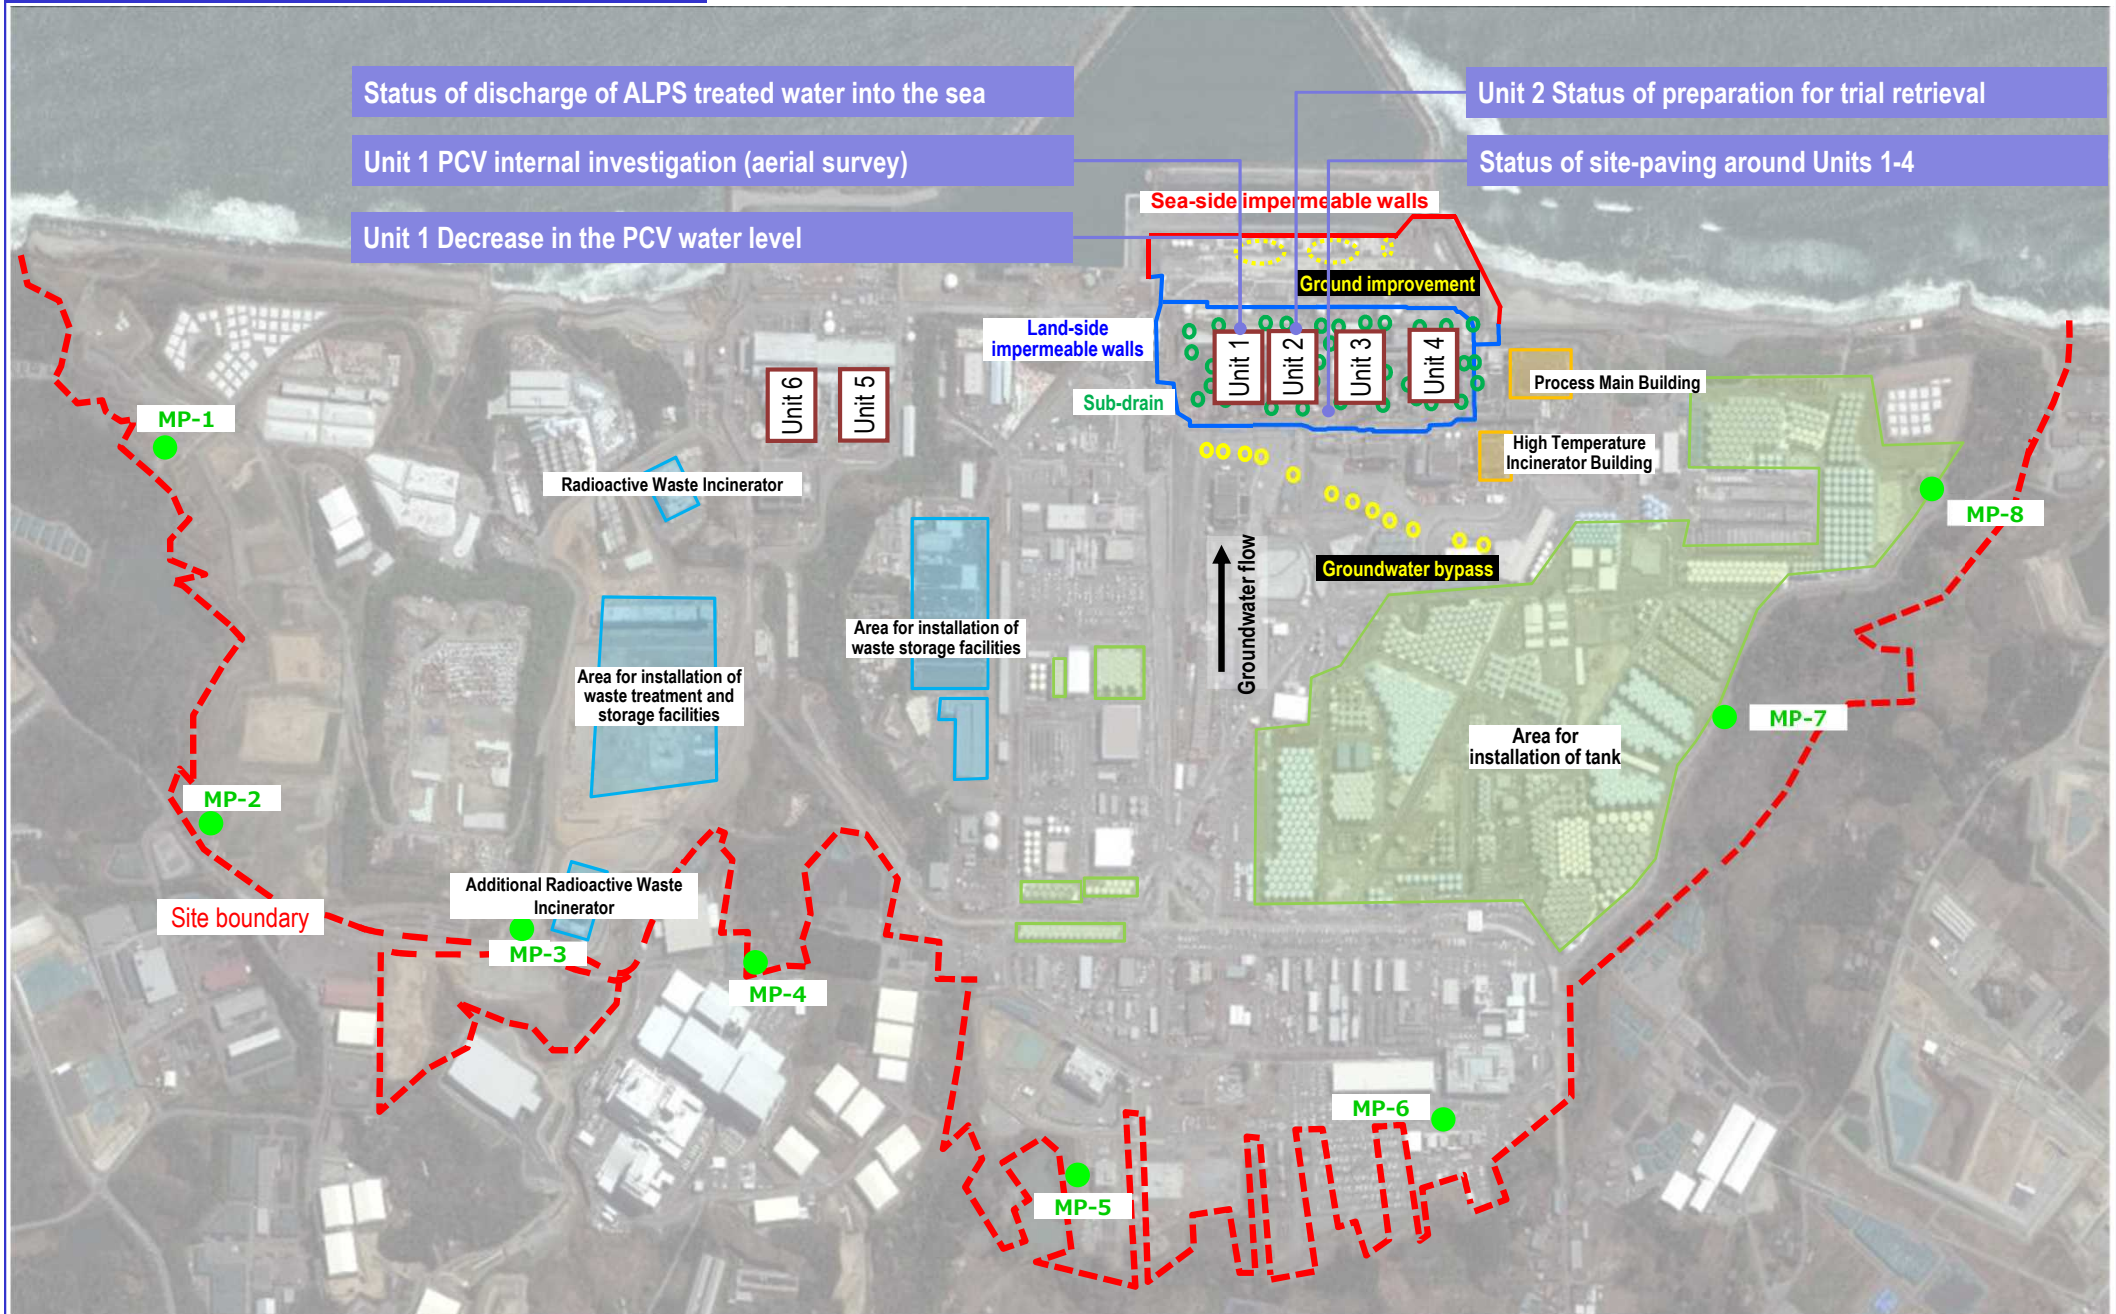 Status of discharge of ALPS treated water into the sea
Unit 2 Status of preparation for trial retrieval
Unit 1 PCV internal investigation (aerial survey)
Status of site-paving around Units 1-4
Sea-side impermeable walls
Unit 1 Decrease in the PCV water level
Ground improvement
Land-side
impermeable walls
Unit 1
Unit 2
Unit 3
Unit 4
Process Main Building
Unit 6
Unit 5
Sub-drain
MP-1
High Temperature
Incinerator Building
Radioactive Waste Incinerator
MP-8
Groundwater flow
Groundwater bypass
Area for installation of
waste storage facilities
Area for installation of
waste treatment and
storage facilities
MP-7
Area for
installation of tank
MP-2
Additional Radioactive Waste
Incinerator
Site boundary
MP-3
MP-4
MP-6
MP-5